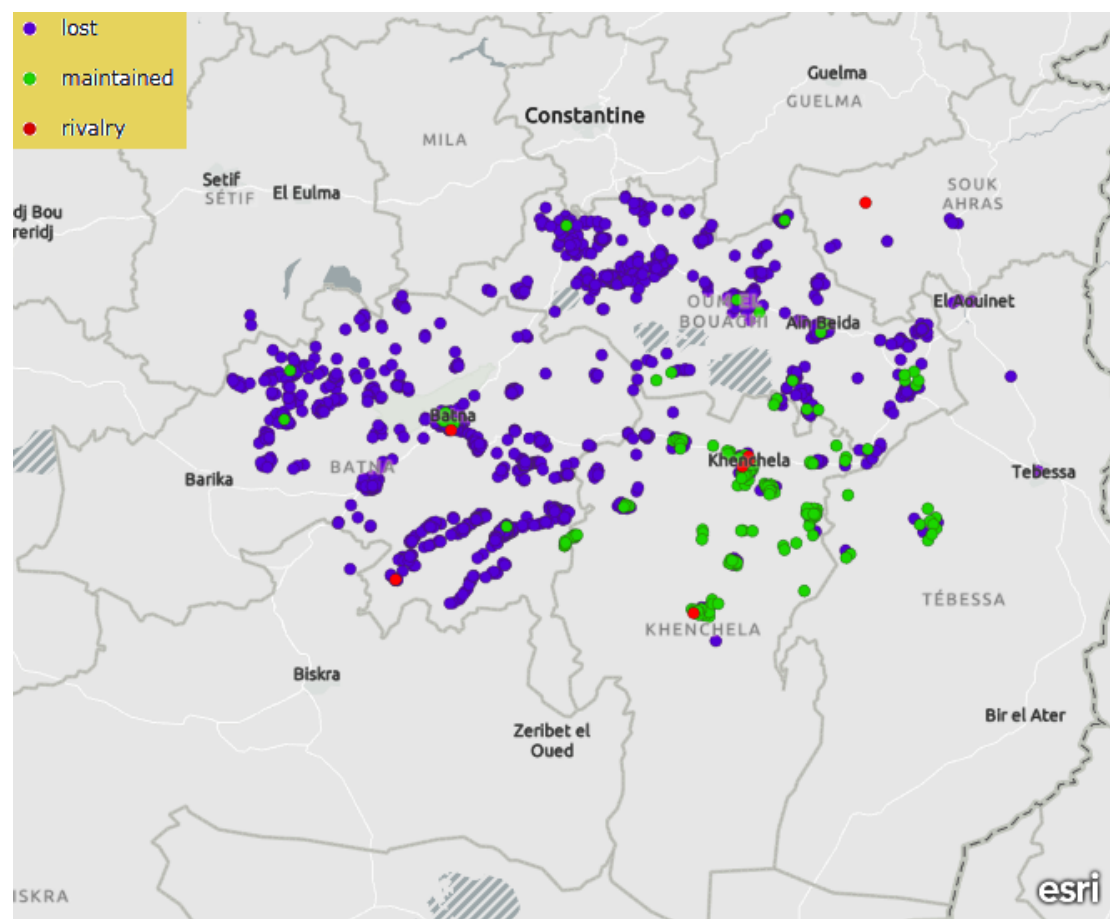 lost
maintained
rivalry
Guelma
GUELMA
Constantine
MILA
Setif
SÉTIF
El Eulma
SOUK
AHRAS
dj Bou
reridj
OUM EL
BOUAGHI
El Aouinet
Ain Beida
Batna
BATNA
Barika
Khenchela
Tebessa
TÉBESSA
KHENCHELA
Biskra
Zeribet el
Oued
Bir el Ater
ISKRA
esri